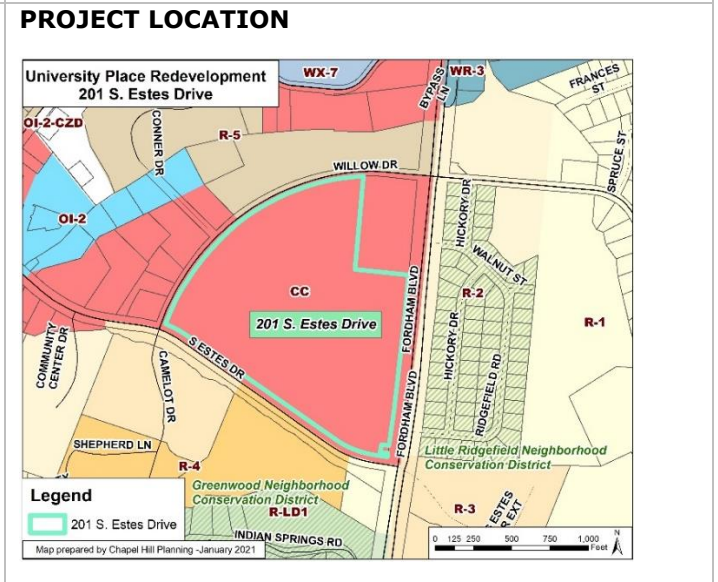 PROJECT LOCATION
University Place Redevelopment
201 S. Estes Drive
WX-7
WR-3
BYPASS
LN
FRANCES
ST
OI-2-CZD
CONNER DR
R-5
SPRUCE ST
WILLOW DR
OI-2
HICKORY DR
WALNUT ST
CC
R-2
R-1
201 S. Estes Drive
FORDHAM BLVD
COMMUNITY
CENTER DR
S ESTES DR
CAMELOT DR
HICKORY DR
RIDGEFIELD RD
FORDHAM BLVD
SHEPHERD LN
R-4
Little Ridgefield Neighborhood
Conservation District
Greenwood Neighborhood
Conservation District
Legend
201 S. Estes Drive
R-LD1
R-3
INDIAN SPRINGS RD
Map prepared by Chapel Hill Planning -January 2021
0 125 250 500 750 1,000
Feet
N